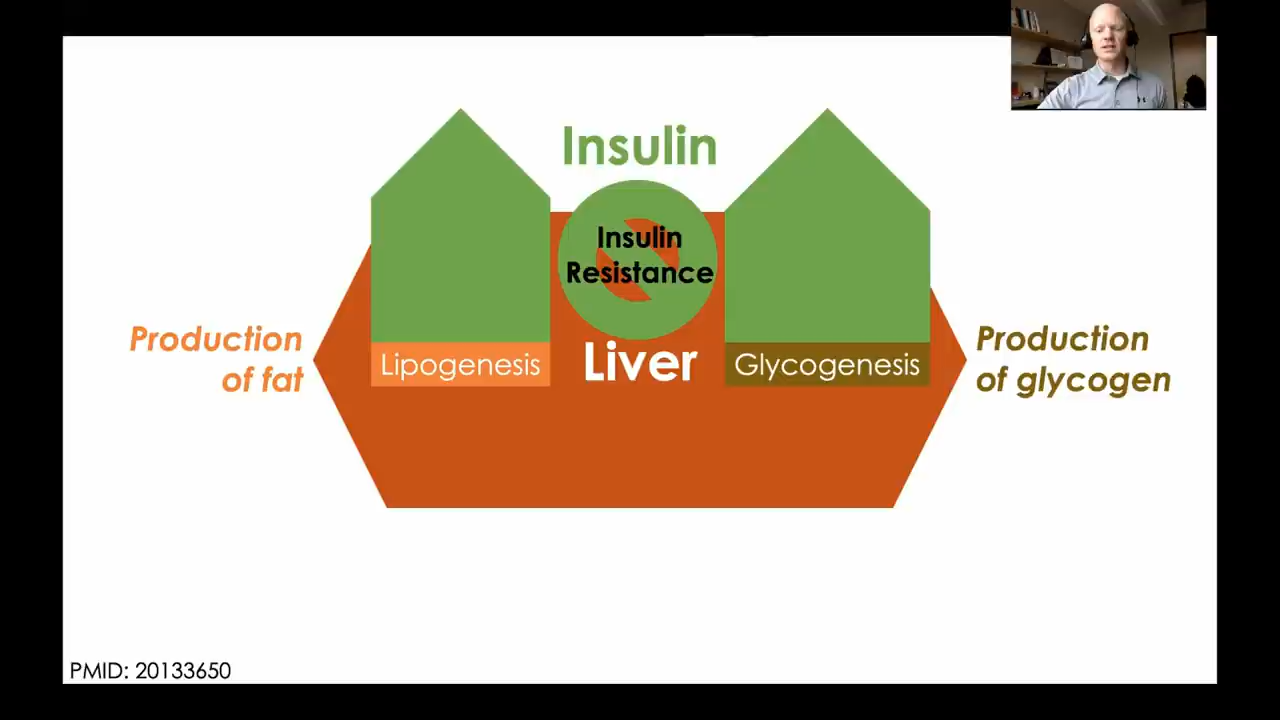 Insulin
Insulin
Resistance
Production
of fat
Lipogenesis
Liver
Glycogenesis
Production
of glycogen
PMID: 20133650